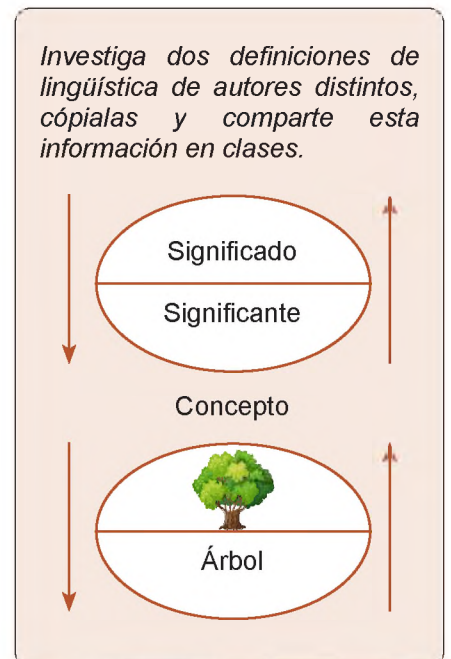 Investiga dos definiciones de
lingüística de autores distintos,
cópialas y comparte esta
información en clases.
Significado
Significante
Concepto
Árbol